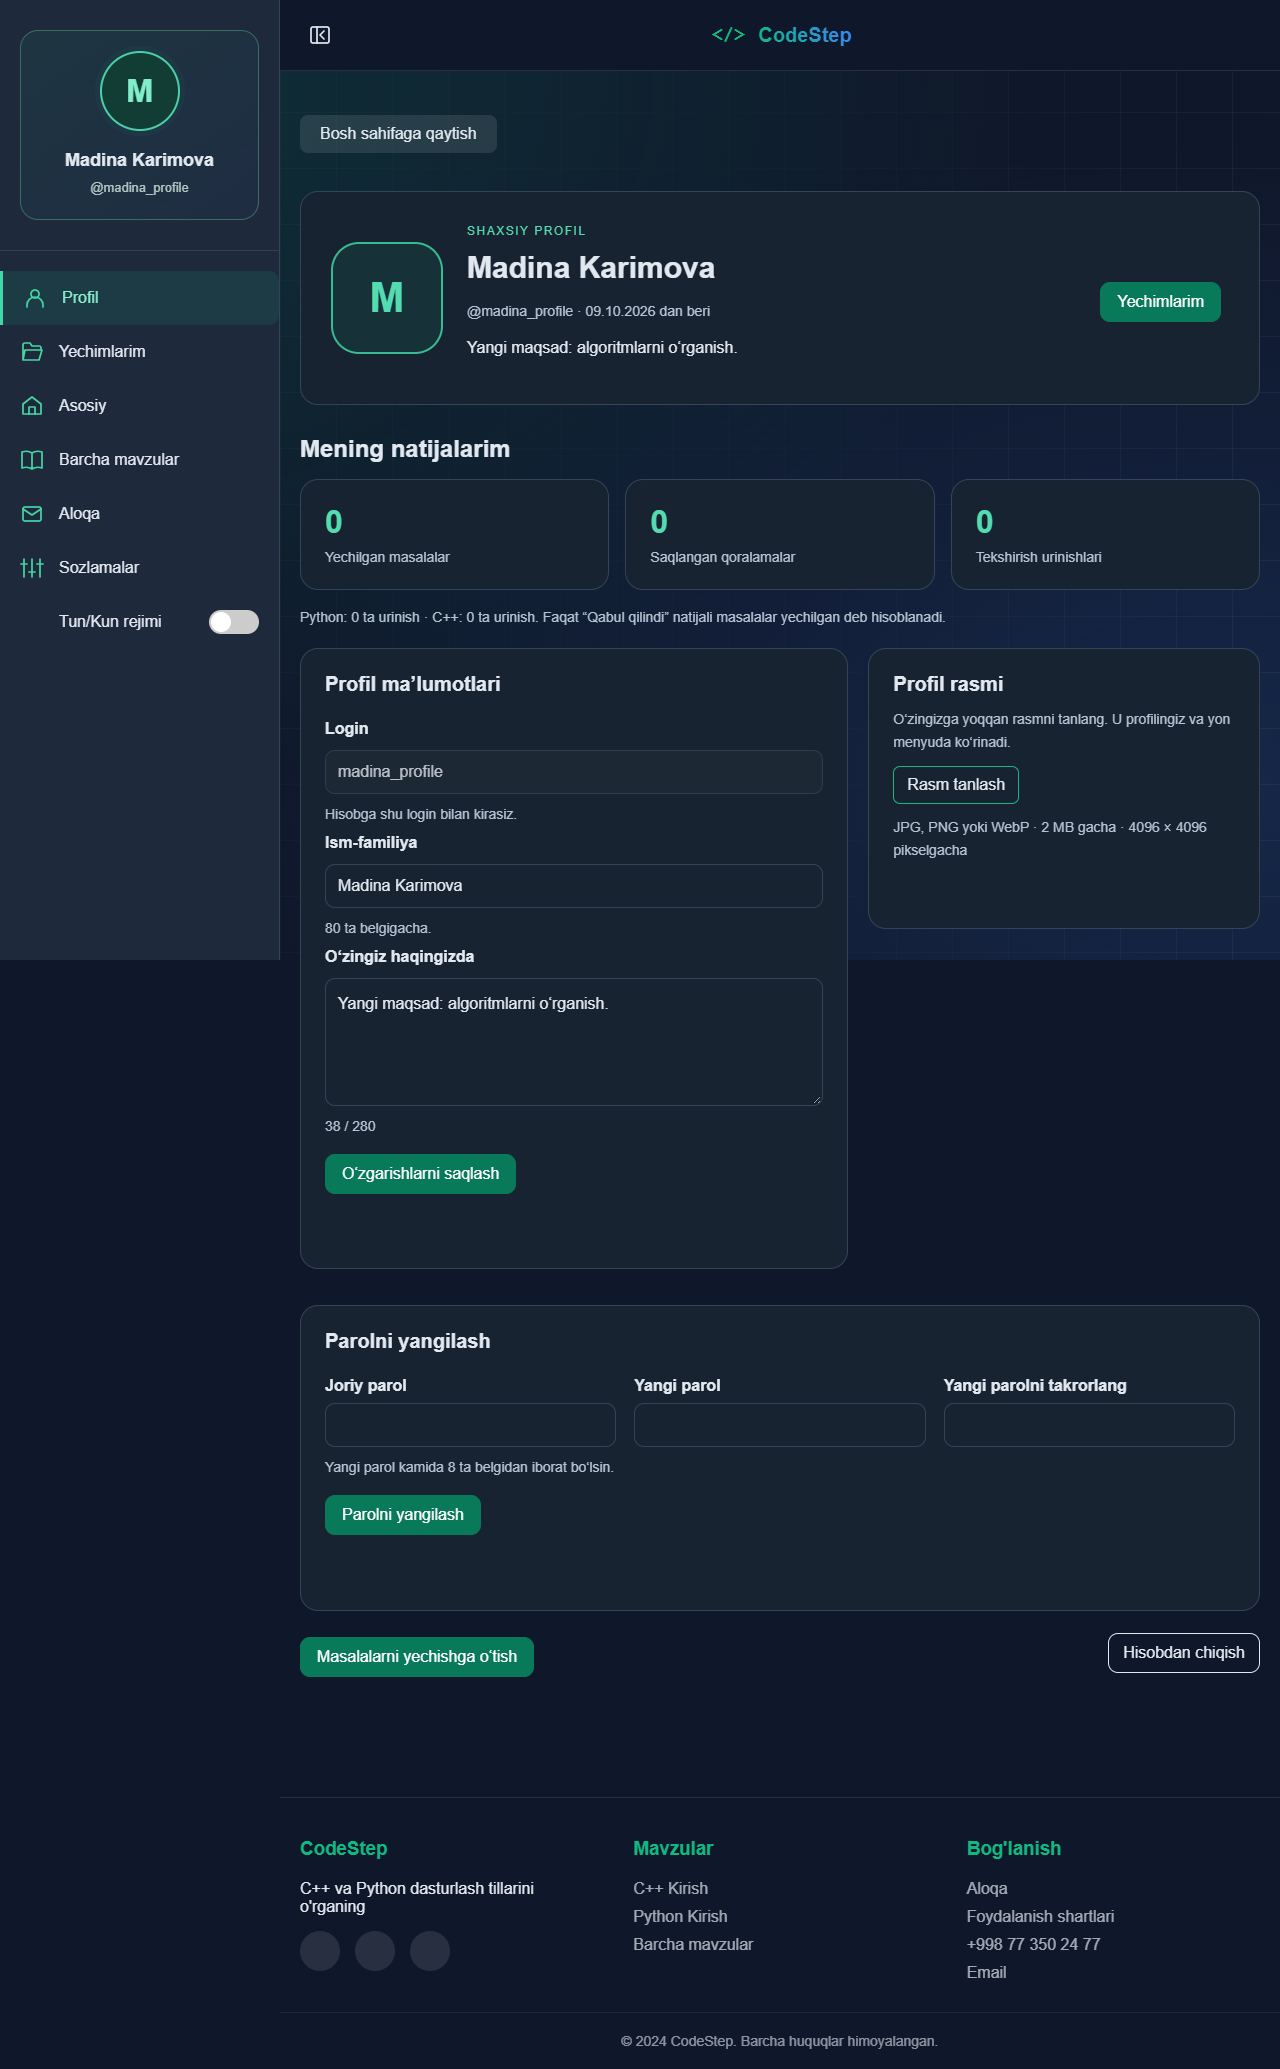 M
Madina Karimova
@madina_profile
Profil
Yechimlarim
Asosiy
Barcha mavzular
Aloqa
Sozlamalar
Tun/Kun rejimi
</> CodeStep
Bosh sahifaga qaytish
M
SHAXSIY PROFIL
Madina Karimova
@madina_profile · 09.10.2026 dan beri
Yangi maqsad: algoritmlarni o‘rganish.
Yechimlarim
Mening natijalarim
0
Yechilgan masalalar
0
Saqlangan qoralamalar
0
Tekshirish urinishlari
Python: 0 ta urinish · C++: 0 ta urinish. Faqat “Qabul qilindi” natijali masalalar yechilgan deb hisoblanadi.
Profil ma’lumotlari
Login
madina_profile
Hisobga shu login bilan kirasiz.
Ism-familiya
Madina Karimova
80 ta belgigacha.
O‘zingiz haqingizda
Yangi maqsad: algoritmlarni o‘rganish.
38 / 280
O‘zgarishlarni saqlash
Profil rasmi
O‘zingizga yoqqan rasmni tanlang. U profilingiz va yon
menyuda ko‘rinadi.
Rasm tanlash
JPG, PNG yoki WebP · 2 MB gacha · 4096 × 4096
pikselgacha
Parolni yangilash
Joriy parol
Yangi parol
Yangi parolni takrorlang
Yangi parol kamida 8 ta belgidan iborat bo‘lsin.
Parolni yangilash
Masalalarni yechishga o‘tish
Hisobdan chiqish
CodeStep
C++ va Python dasturlash tillarini
o'rganing
Mavzular
C++ Kirish
Python Kirish
Barcha mavzular
Bog'lanish
Aloqa
Foydalanish shartlari
+998 77 350 24 77
Email
© 2024 CodeStep. Barcha huquqlar himoyalangan.